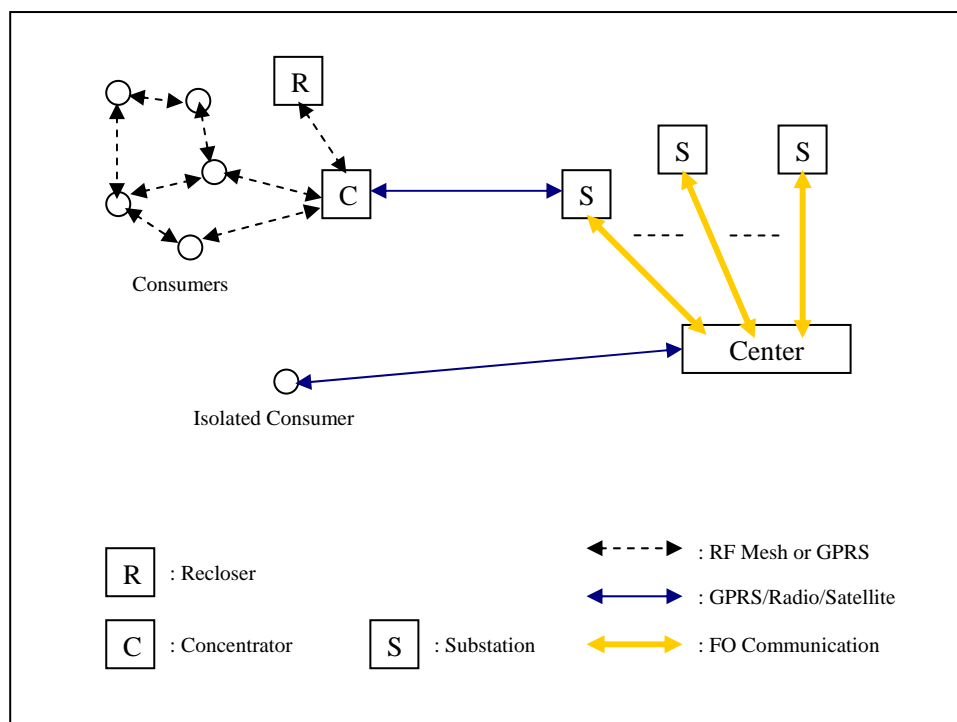 R
S
S
C
S
Consumers
Center
Isolated Consumer
R : Recloser
C : Concentrator
S : Substation
: RF Mesh or GPRS
: GPRS/Radio/Satellite
: FO Communication